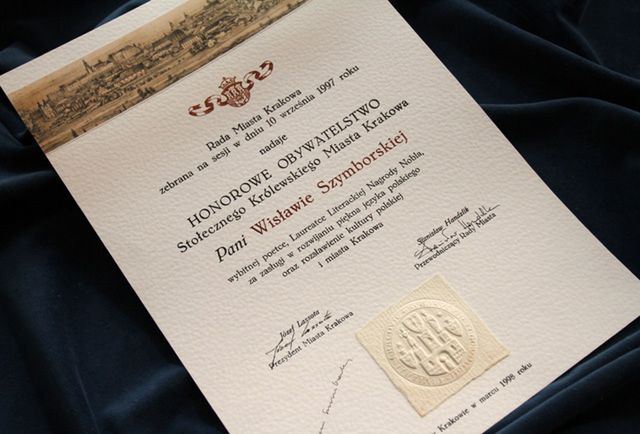 Rada Miasta Krakowa
zebrana na sesji w dniu 10 września 1997 roku
nadaje
HONOROWE OBYWATELSTWO
Stołecznego Królewskiego Miasta Krakowa
Pani Wisławie Szymborskiej
wybitnej poetce, Laureatce Literackiej Nagrody Nobla,
za zasługi w rozwijaniu piękna języka polskiego
oraz rozsławienie kultury polskiej
i miasta Krakowa
Stanisław Handzlik
Przewodniczący Rady Miasta
Józef Lassota
Prezydent Miasta Krakowa
Krakowie w marcu 1998 roku